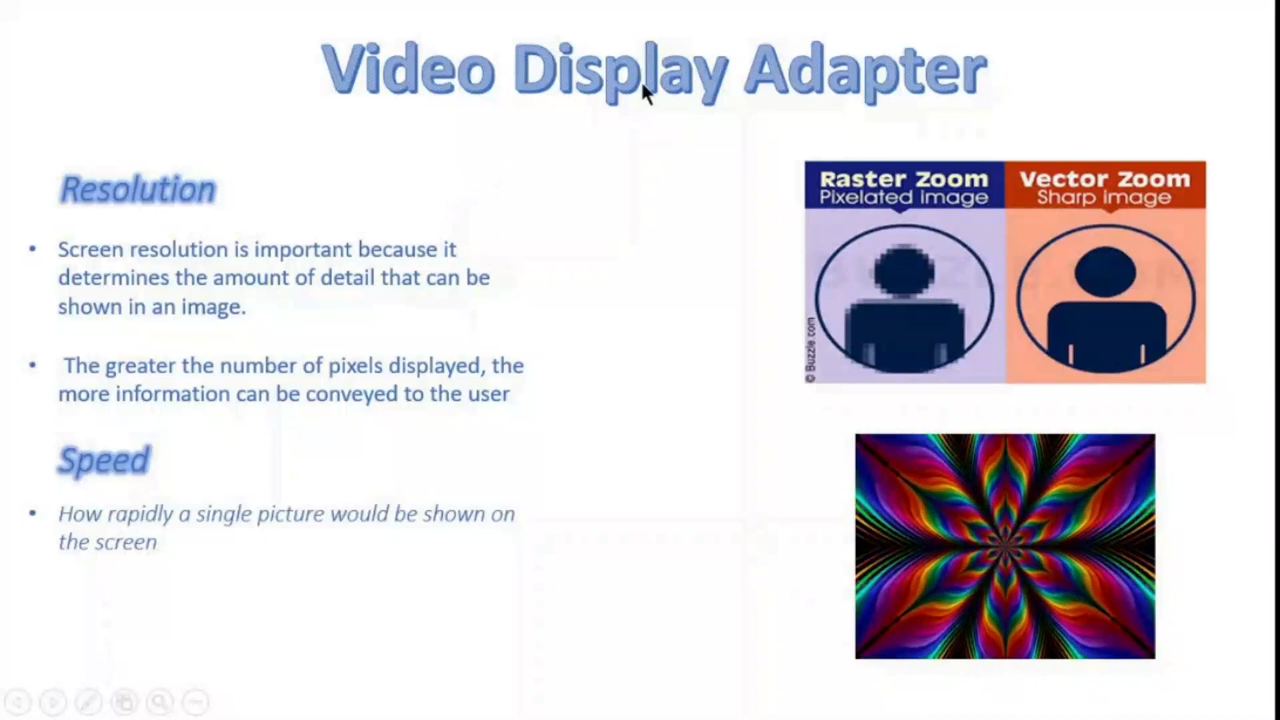 Video Display Adapter
Resolution
• Screen resolution is important because it
determines the amount of detail that can be
shown in an image.
• The greater the number of pixels displayed, the
more information can be conveyed to the user
Speed
• How rapidly a single picture would be shown on
the screen
Raster Zoom
Pixelated Image
Vector Zoom
Sharp Image
© Buzzle.com